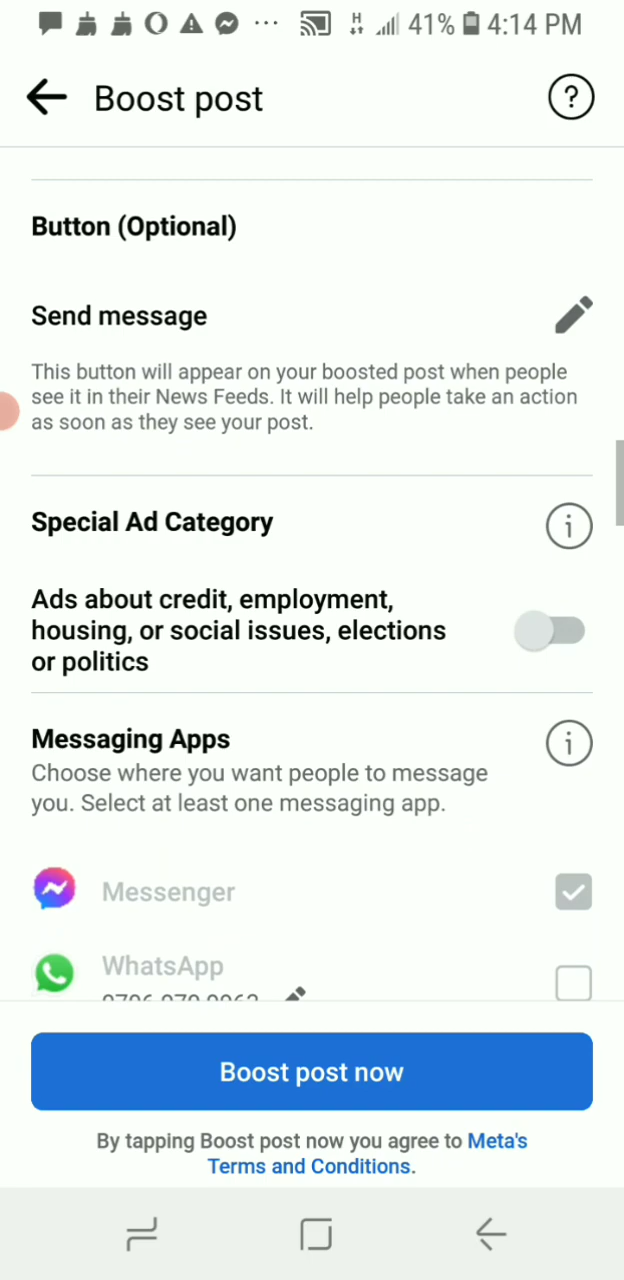 H 41% 4:14 PM
Boost post
?
Button (Optional)
Send message
This button will appear on your boosted post when people
see it in their News Feeds. It will help people take an action
as soon as they see your post.
Special Ad Category
i
Ads about credit, employment,
housing, or social issues, elections
or politics
Messaging Apps
i
Choose where you want people to message
you. Select at least one messaging app.
Messenger
WhatsApp
Boost post now
By tapping Boost post now you agree to Meta's
Terms and Conditions.